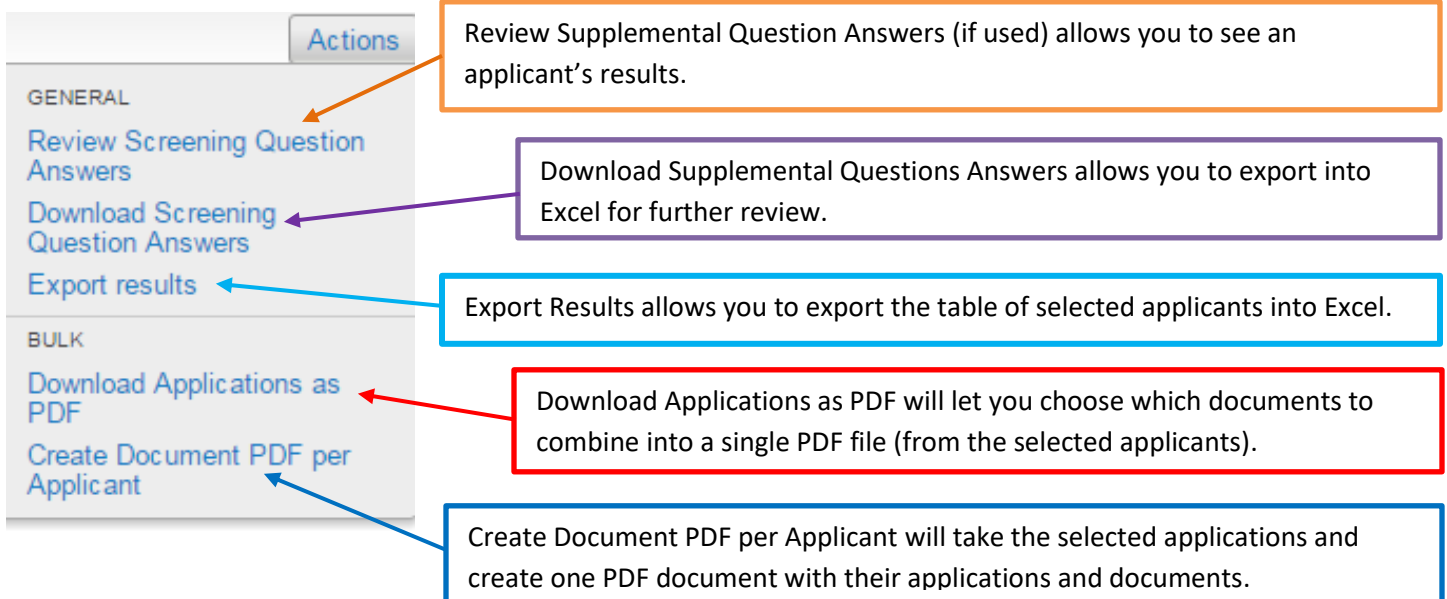 Actions
GENERAL
Review Screening Question
Answers
Download Screening
Question Answers
Export results
BULK
Download Applications as
PDF
Create Document PDF per
Applicant
Review Supplemental Question Answers (if used) allows you to see an
applicant’s results.
Download Supplemental Questions Answers allows you to export into
Excel for further review.
Export Results allows you to export the table of selected applicants into Excel.
Download Applications as PDF will let you choose which documents to
combine into a single PDF file (from the selected applicants).
Create Document PDF per Applicant will take the selected applications and
create one PDF document with their applications and documents.